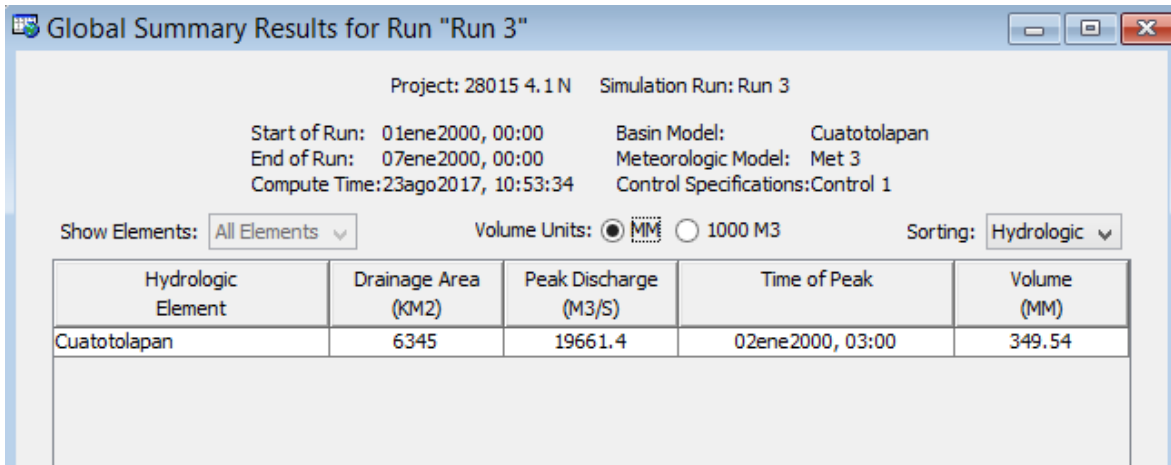 Global Summary Results for Run "Run 3"
Project: 28015 4.1 N Simulation Run: Run 3
Start of Run: 01ene2000, 00:00 Basin Model: Cuatotolapan
End of Run: 07ene2000, 00:00 Meteorologic Model: Met 3
Compute Time:23ago2017, 10:53:34 Control Specifications:Control 1
Show Elements: All Elements Volume Units: MM 1000 M3 Sorting: Hydrologic
Hydrologic Drainage Area Peak Discharge Time of Peak Volume
Element (KM2) (M3/S) (MM)
Cuatotolapan 6345 19661.4 02ene2000, 03:00 349.54